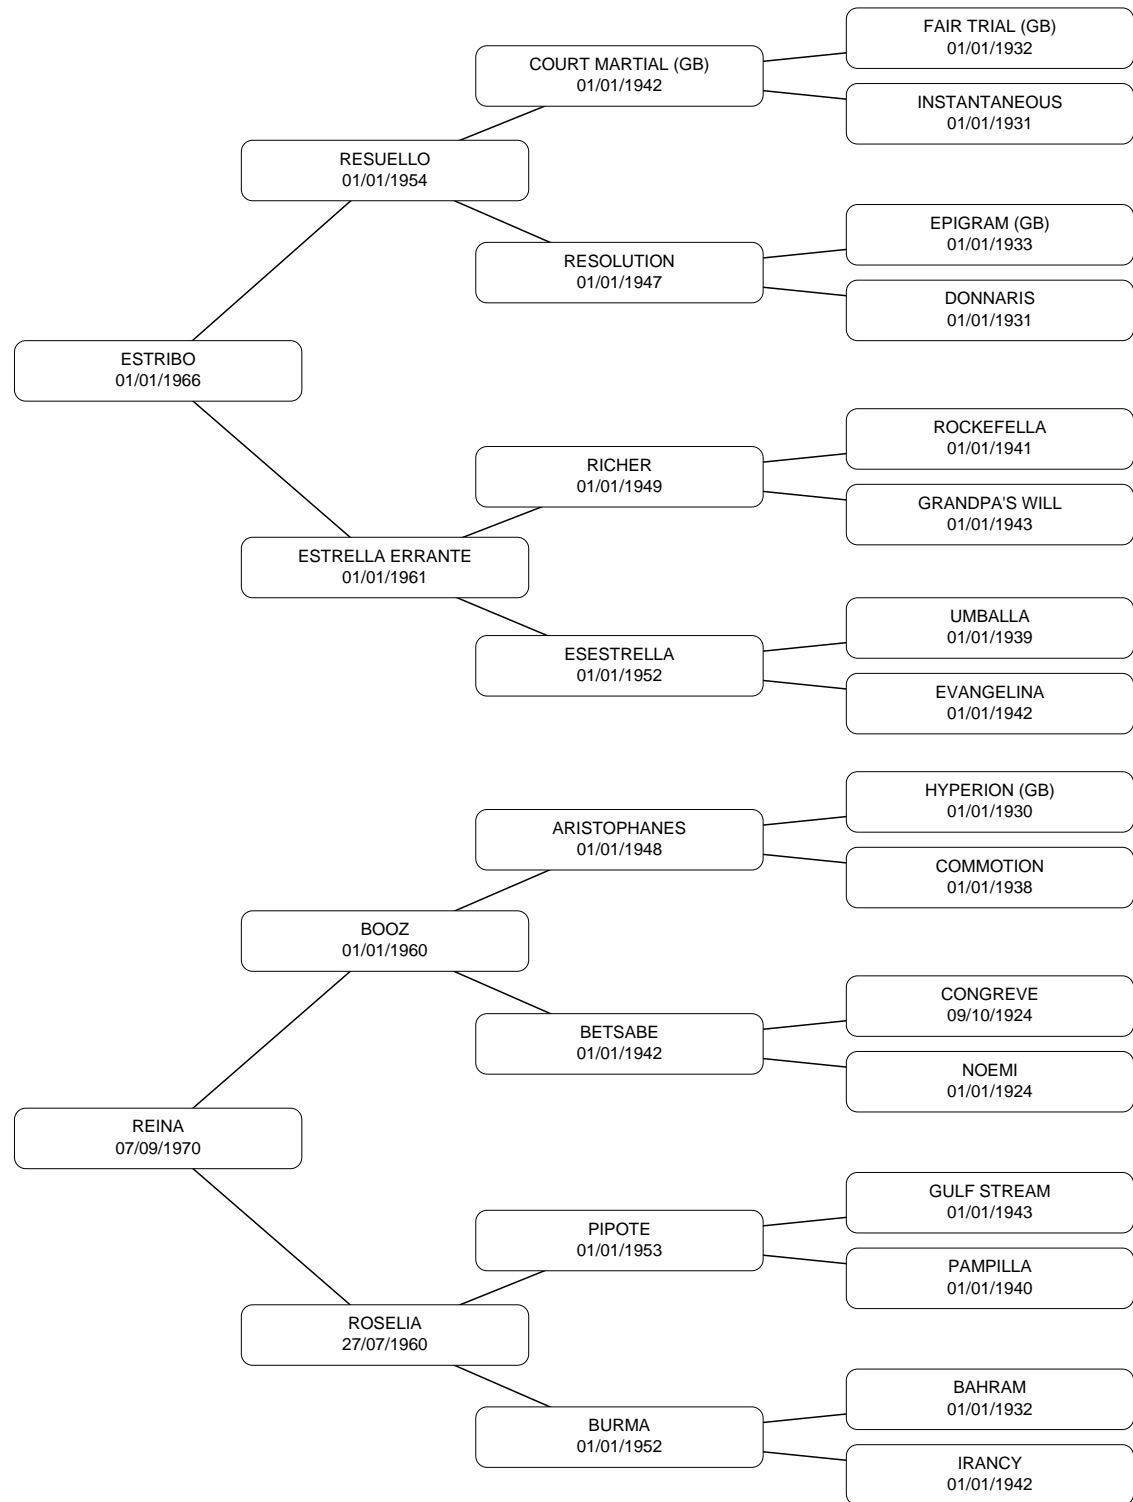 FAIR TRIAL (GB)
01/01/1932
COURT MARTIAL (GB)
01/01/1942
INSTANTANEOUS
01/01/1931
RESUELLO
01/01/1954
EPIGRAM (GB)
01/01/1933
RESOLUTION
01/01/1947
DONNARIS
01/01/1931
ESTRIBO
01/01/1966
ROCKEFELLA
01/01/1941
RICHER
01/01/1949
GRANDPA'S WILL
01/01/1943
ESTRELLA ERRANTE
01/01/1961
UMBALLA
01/01/1939
ESESTRELLA
01/01/1952
EVANGELINA
01/01/1942
HYPERION (GB)
01/01/1930
ARISTOPHANES
01/01/1948
COMMOTION
01/01/1938
BOOZ
01/01/1960
CONGREVE
09/10/1924
BETSABE
01/01/1942
NOEMI
01/01/1924
REINA
07/09/1970
GULF STREAM
01/01/1943
PIPOTE
01/01/1953
PAMPILLA
01/01/1940
ROSELIA
27/07/1960
BAHRAM
01/01/1932
BURMA
01/01/1952
IRANCY
01/01/1942